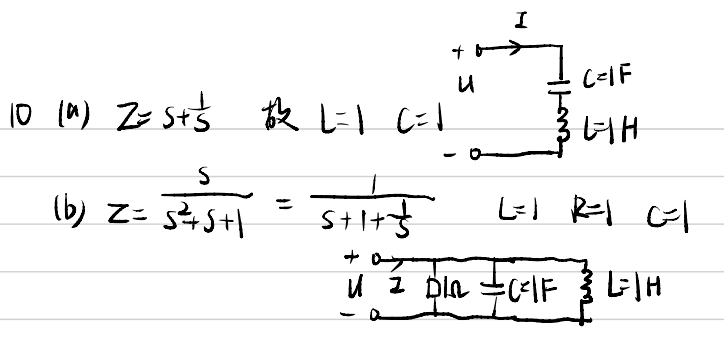 I
+
u
C=1F
10 (a) Z=s+1/s 故 L=1 C=1
L=1H
-
(b) Z= s/(s²+s+1) = 1/(s+1+1/s) L=1 R=1 C=1
+
u I 1Ω C=1F L=1H
-